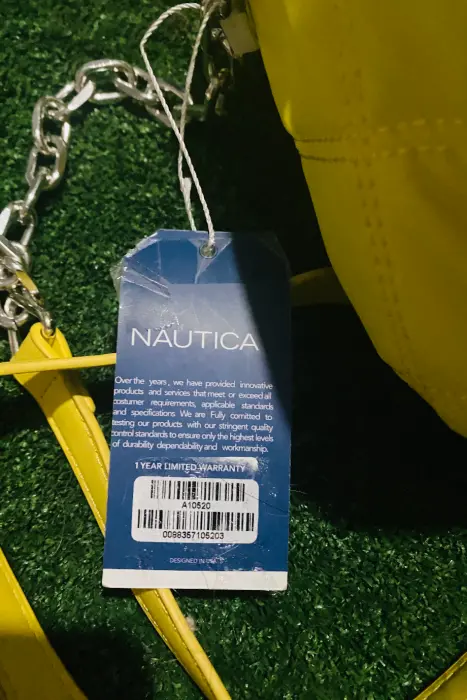 NAUTICA
Over the years, we have provided innovative
products and services that meet or exceed all
costumer requirements, applicable standards
and specifications We are Fully comitted to
testing our products with our stringent quality
control standards to ensure only the highest levels
of durability dependability and workmanship.
1 YEAR LIMITED WARRANTY
A10520
0098357105203
DESIGNED IN